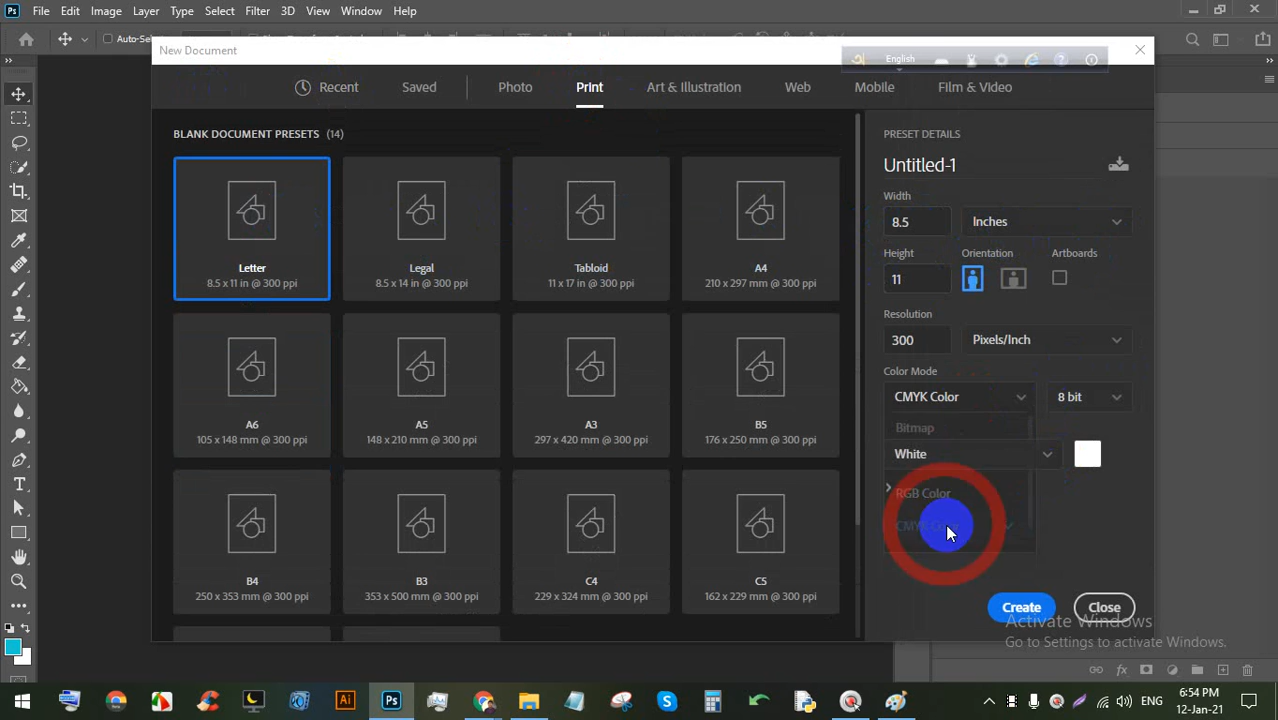 Ps File Edit Image Layer Type Select Filter 3D View Window Help
Auto-Sele
New Document
English
Recent Saved Photo Print Art & Illustration Web Mobile Film & Video
BLANK DOCUMENT PRESETS (14)
Letter
8.5 x 11 in @ 300 ppi
Legal
8.5 x 14 in @ 300 ppi
Tabloid
11 x 17 in @ 300 ppi
A4
210 x 297 mm @ 300 ppi
A6
105 x 148 mm @ 300 ppi
A5
148 x 210 mm @ 300 ppi
A3
297 x 420 mm @ 300 ppi
B5
176 x 250 mm @ 300 ppi
B4
250 x 353 mm @ 300 ppi
B3
353 x 500 mm @ 300 ppi
C4
229 x 324 mm @ 300 ppi
C5
162 x 229 mm @ 300 ppi
PRESET DETAILS
Untitled-1
Width
8.5 Inches
Height Orientation Artboards
11
Resolution
300 Pixels/Inch
Color Mode
CMYK Color 8 bit
Bitmap
White
RGB Color
CMYK Color
Create Close
Activate Windows
Go to Settings to activate Windows.
Ai Ps ENG
6:54 PM
12-Jan-21